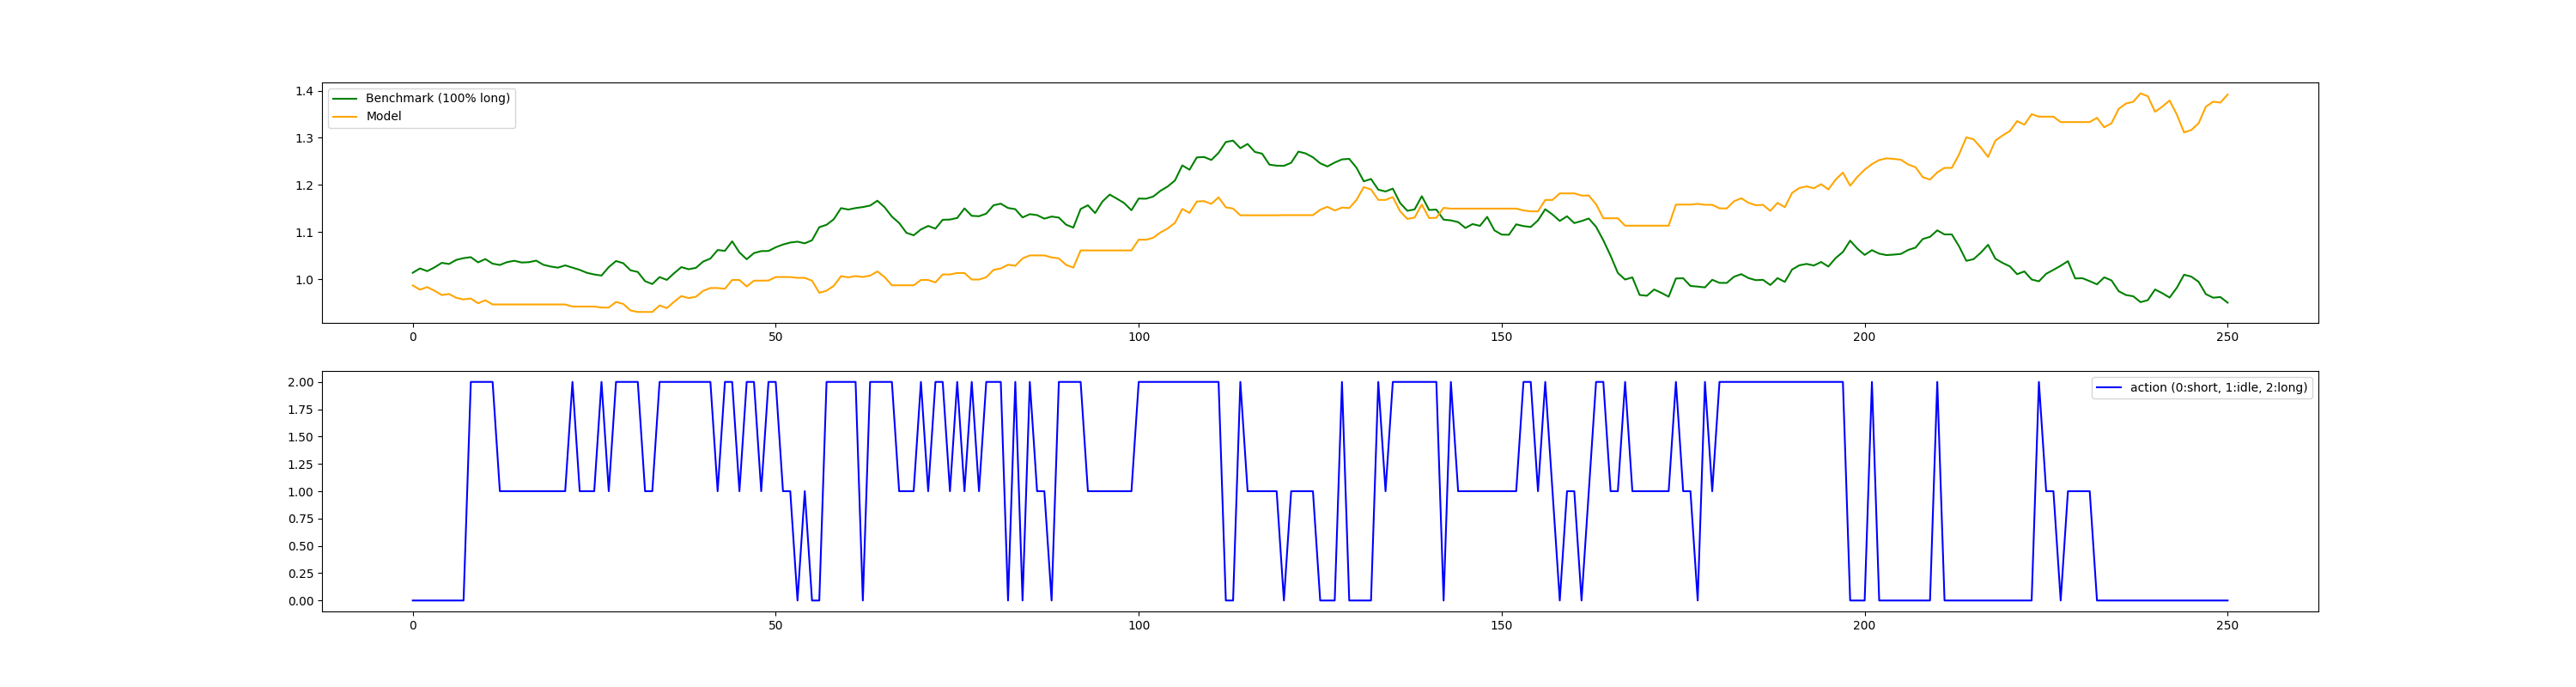 1.4
1.3
1.2
1.1
1.0
Benchmark (100% long)
Model
0 50 100 150 200 250
2.00
1.75
1.50
1.25
1.00
0.75
0.50
0.25
0.00
action (0:short, 1:idle, 2:long)
0 50 100 150 200 250